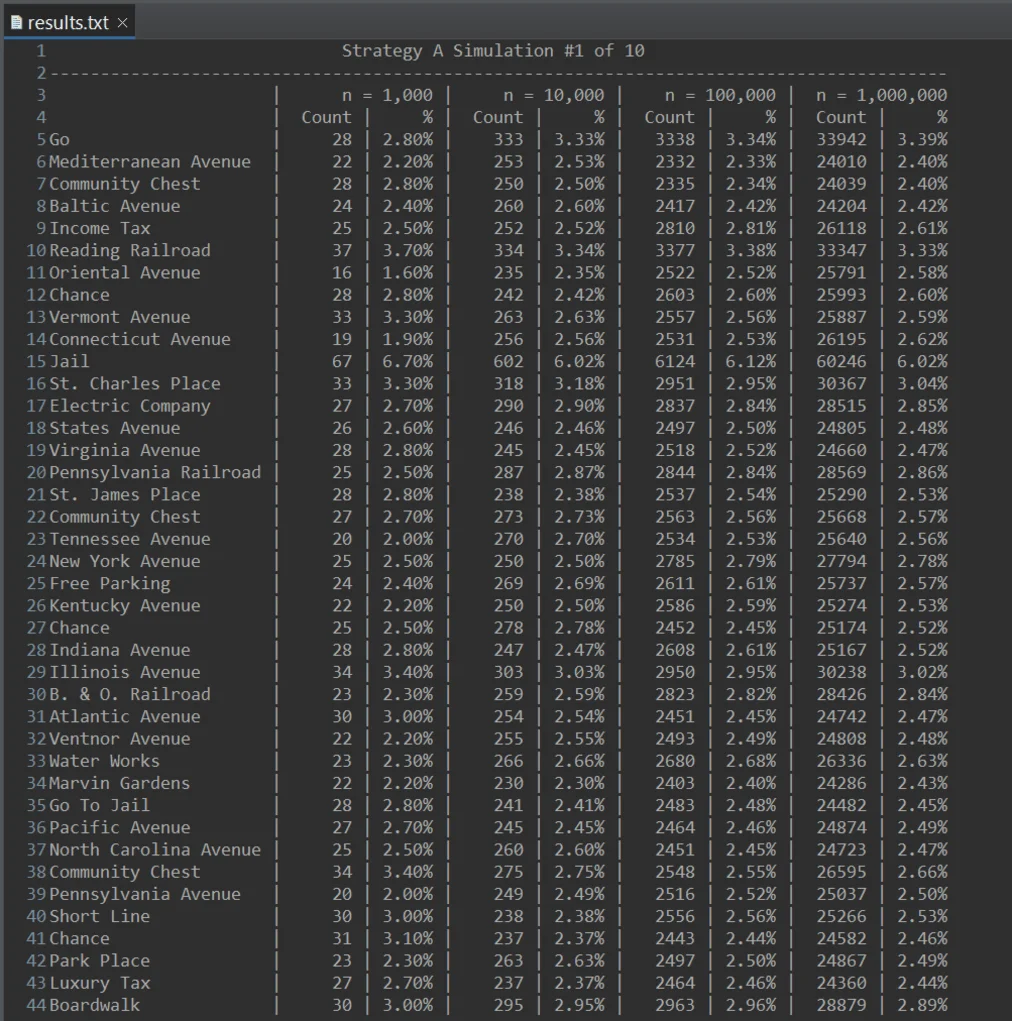 results.txt ×
1 Strategy A Simulation #1 of 10
2 -----------------------------------------------------------------------------------------
3 | n = 1,000 | n = 10,000 | n = 100,000 | n = 1,000,000
4 | Count | % | Count | % | Count | % | Count | %
5 Go | 28 | 2.80% | 333 | 3.33% | 3338 | 3.34% | 33942 | 3.39%
6 Mediterranean Avenue | 22 | 2.20% | 253 | 2.53% | 2332 | 2.33% | 24010 | 2.40%
7 Community Chest | 28 | 2.80% | 250 | 2.50% | 2335 | 2.34% | 24039 | 2.40%
8 Baltic Avenue | 24 | 2.40% | 260 | 2.60% | 2417 | 2.42% | 24204 | 2.42%
9 Income Tax | 25 | 2.50% | 252 | 2.52% | 2810 | 2.81% | 26118 | 2.61%
10 Reading Railroad | 37 | 3.70% | 334 | 3.34% | 3377 | 3.38% | 33347 | 3.33%
11 Oriental Avenue | 16 | 1.60% | 235 | 2.35% | 2522 | 2.52% | 25791 | 2.58%
12 Chance | 28 | 2.80% | 242 | 2.42% | 2603 | 2.60% | 25993 | 2.60%
13 Vermont Avenue | 33 | 3.30% | 263 | 2.63% | 2557 | 2.56% | 25887 | 2.59%
14 Connecticut Avenue | 19 | 1.90% | 256 | 2.56% | 2531 | 2.53% | 26195 | 2.62%
15 Jail | 67 | 6.70% | 602 | 6.02% | 6124 | 6.12% | 60246 | 6.02%
16 St. Charles Place | 33 | 3.30% | 318 | 3.18% | 2951 | 2.95% | 30367 | 3.04%
17 Electric Company | 27 | 2.70% | 290 | 2.90% | 2837 | 2.84% | 28515 | 2.85%
18 States Avenue | 26 | 2.60% | 246 | 2.46% | 2497 | 2.50% | 24805 | 2.48%
19 Virginia Avenue | 28 | 2.80% | 245 | 2.45% | 2518 | 2.52% | 24660 | 2.47%
20 Pennsylvania Railroad | 25 | 2.50% | 287 | 2.87% | 2844 | 2.84% | 28569 | 2.86%
21 St. James Place | 28 | 2.80% | 238 | 2.38% | 2537 | 2.54% | 25290 | 2.53%
22 Community Chest | 27 | 2.70% | 273 | 2.73% | 2563 | 2.56% | 25668 | 2.57%
23 Tennessee Avenue | 20 | 2.00% | 270 | 2.70% | 2534 | 2.53% | 25640 | 2.56%
24 New York Avenue | 25 | 2.50% | 250 | 2.50% | 2785 | 2.79% | 27794 | 2.78%
25 Free Parking | 24 | 2.40% | 269 | 2.69% | 2611 | 2.61% | 25737 | 2.57%
26 Kentucky Avenue | 22 | 2.20% | 250 | 2.50% | 2586 | 2.59% | 25274 | 2.53%
27 Chance | 25 | 2.50% | 278 | 2.78% | 2452 | 2.45% | 25174 | 2.52%
28 Indiana Avenue | 28 | 2.80% | 247 | 2.47% | 2608 | 2.61% | 25167 | 2.52%
29 Illinois Avenue | 34 | 3.40% | 303 | 3.03% | 2950 | 2.95% | 30238 | 3.02%
30 B. & O. Railroad | 23 | 2.30% | 259 | 2.59% | 2823 | 2.82% | 28426 | 2.84%
31 Atlantic Avenue | 30 | 3.00% | 254 | 2.54% | 2451 | 2.45% | 24742 | 2.47%
32 Ventnor Avenue | 22 | 2.20% | 255 | 2.55% | 2493 | 2.49% | 24808 | 2.48%
33 Water Works | 23 | 2.30% | 266 | 2.66% | 2680 | 2.68% | 26336 | 2.63%
34 Marvin Gardens | 22 | 2.20% | 230 | 2.30% | 2403 | 2.40% | 24286 | 2.43%
35 Go To Jail | 28 | 2.80% | 241 | 2.41% | 2483 | 2.48% | 24482 | 2.45%
36 Pacific Avenue | 27 | 2.70% | 245 | 2.45% | 2464 | 2.46% | 24874 | 2.49%
37 North Carolina Avenue | 25 | 2.50% | 260 | 2.60% | 2451 | 2.45% | 24723 | 2.47%
38 Community Chest | 34 | 3.40% | 275 | 2.75% | 2548 | 2.55% | 26595 | 2.66%
39 Pennsylvania Avenue | 20 | 2.00% | 249 | 2.49% | 2516 | 2.52% | 25037 | 2.50%
40 Short Line | 30 | 3.00% | 238 | 2.38% | 2556 | 2.56% | 25266 | 2.53%
41 Chance | 31 | 3.10% | 237 | 2.37% | 2443 | 2.44% | 24582 | 2.46%
42 Park Place | 23 | 2.30% | 263 | 2.63% | 2497 | 2.50% | 24867 | 2.49%
43 Luxury Tax | 27 | 2.70% | 237 | 2.37% | 2464 | 2.46% | 24360 | 2.44%
44 Boardwalk | 30 | 3.00% | 295 | 2.95% | 2963 | 2.96% | 28879 | 2.89%